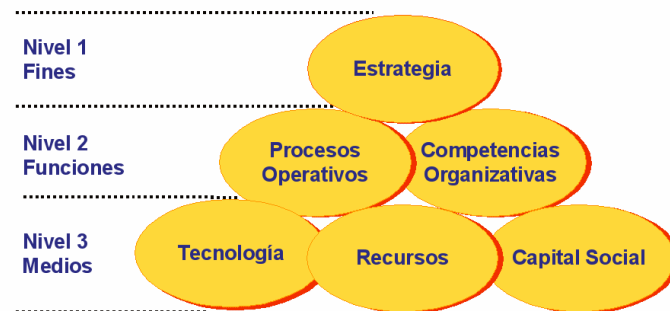 Nivel 1
Fines
Estrategia
Nivel 2
Funciones
Procesos
Operativos
Competencias
Organizativas
Nivel 3
Medios
Tecnología
Recursos
Capital Social